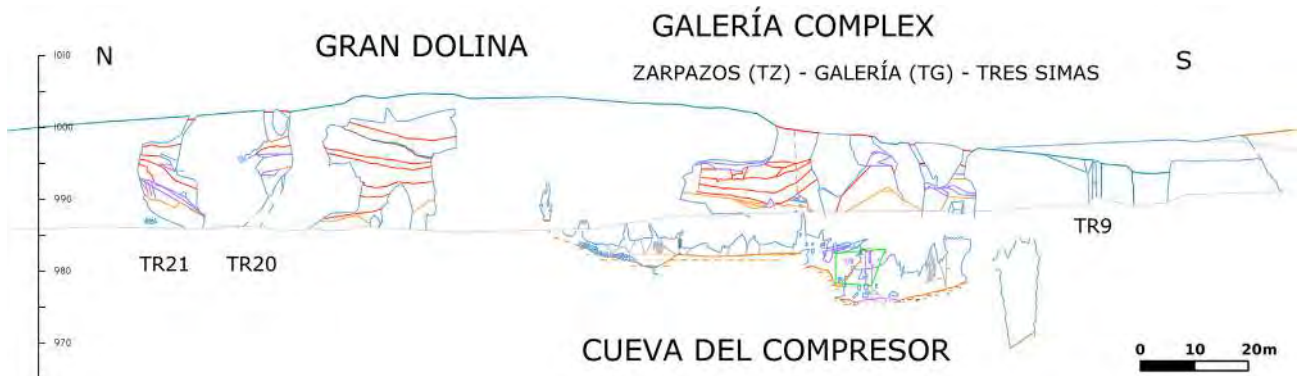 GALERÍA COMPLEX
GRAN DOLINA
ZARPAZOS (TZ) - GALERÍA (TG) - TRES SIMAS
N
S
1010
1000
990
980
970
TR21
TR20
TR9
CUEVA DEL COMPRESOR
0 10 20m